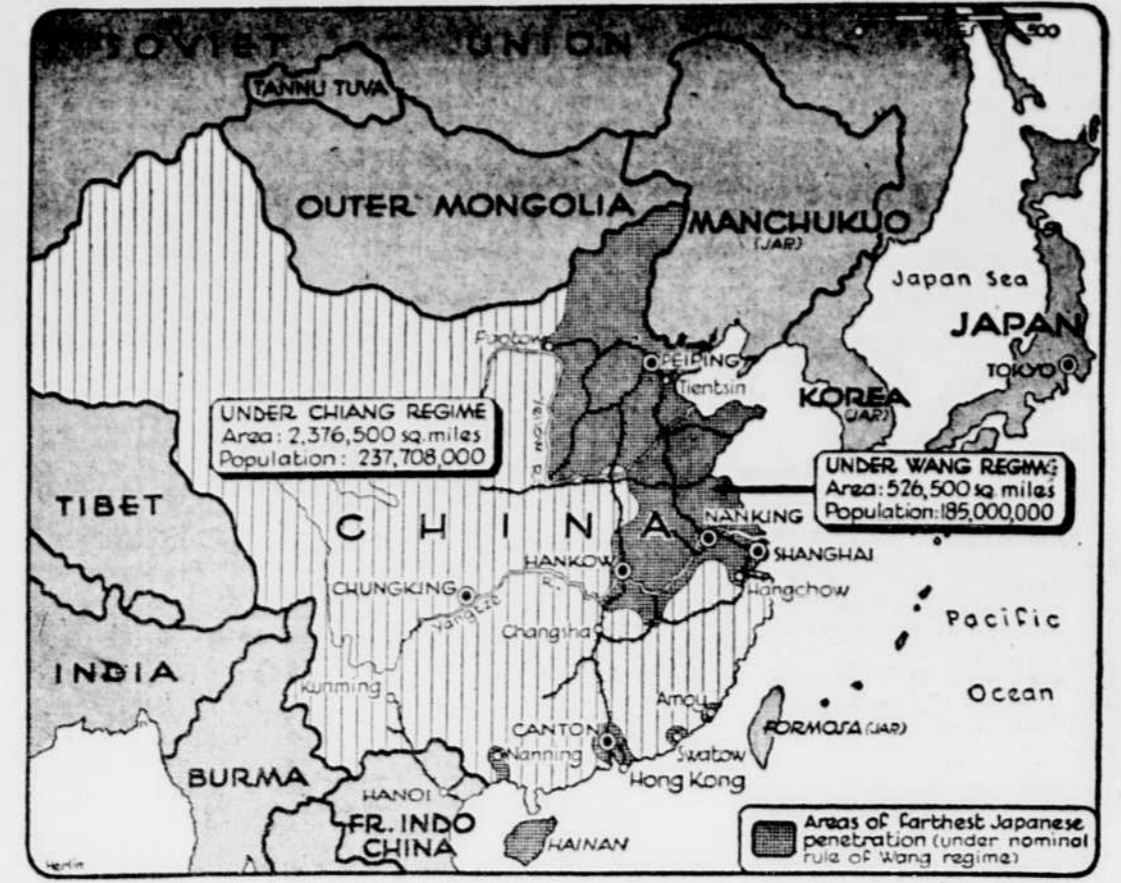 SOVIET UNION
500
TANNU TUVA
OUTER MONGOLIA
MANCHUKUO
(JAP.)
Japan Sea
JAPAN
TOKYO
Paotow
PEIPING
Tientsin
KOREA
(JAP.)
UNDER CHIANG REGIME
Area: 2,376,500 sq. miles
Population: 237,708,000
UNDER WANG REGIME
Area: 526,500 sq. miles
Population: 185,000,000
TIBET
CHINA
NANKING
SHANGHAI
HANKOW
Hangchow
CHUNGKING
Yangtze R.
Changsha
Pacific
Ocean
INDIA
Kunming
Amoy
FORMOSA (JAP.)
CANTON
Swatow
Nanning
Hong Kong
BURMA
HANOI
FR. INDO
CHINA
HAINAN
Areas of farthest Japanese
penetration (under nominal
rule of Wang regime)